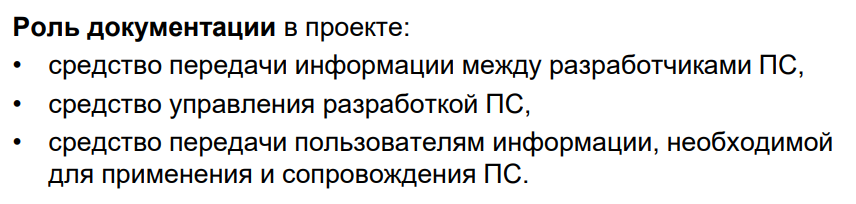 Роль документации в проекте:
• средство передачи информации между разработчиками ПС,
• средство управления разработкой ПС,
• средство передачи пользователям информации, необходимой
для применения и сопровождения ПС.